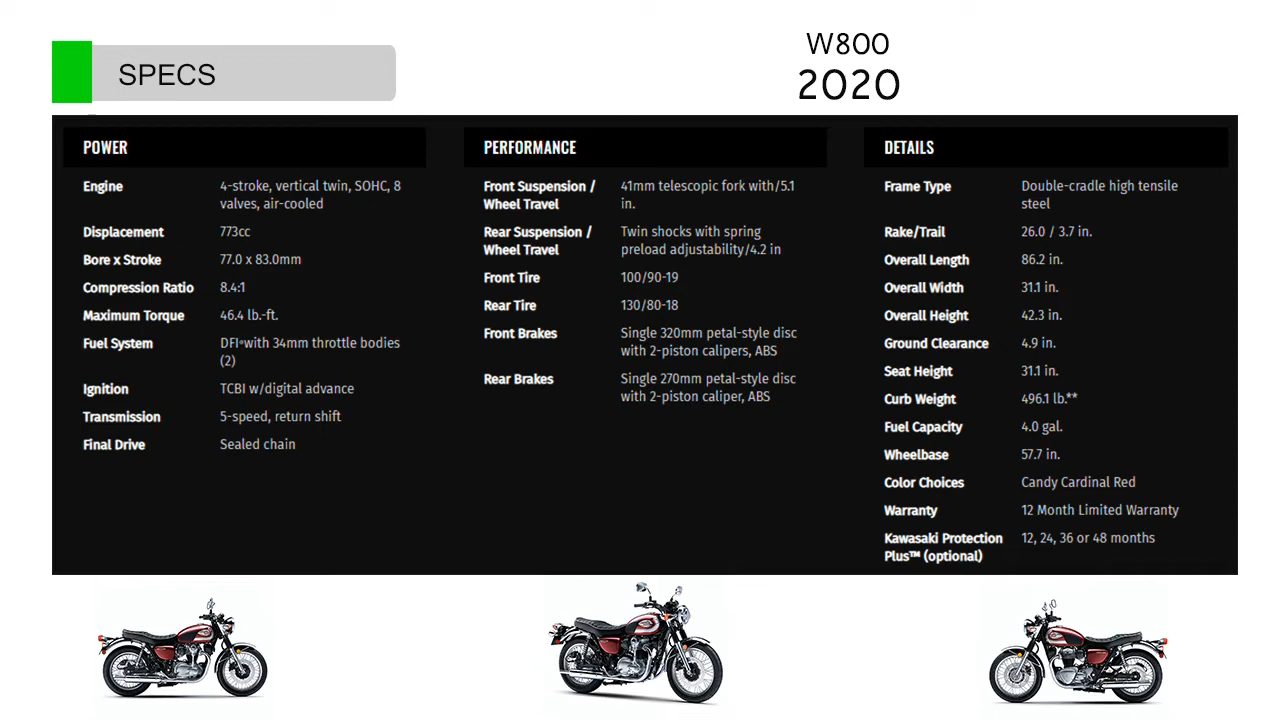 SPECS
W800
2020
POWER
Engine 4-stroke, vertical twin, SOHC, 8
valves, air-cooled
Displacement 773cc
Bore x Stroke 77.0 x 83.0mm
Compression Ratio 8.4:1
Maximum Torque 46.4 lb.-ft.
Fuel System DFI® with 34mm throttle bodies
(2)
Ignition TCBI w/digital advance
Transmission 5-speed, return shift
Final Drive Sealed chain
PERFORMANCE
Front Suspension / 41mm telescopic fork with/5.1
Wheel Travel in.
Rear Suspension / Twin shocks with spring
Wheel Travel preload adjustability/4.2 in
Front Tire 100/90-19
Rear Tire 130/80-18
Front Brakes Single 320mm petal-style disc
with 2-piston calipers, ABS
Rear Brakes Single 270mm petal-style disc
with 2-piston caliper, ABS
DETAILS
Frame Type Double-cradle high tensile
steel
Rake/Trail 26.0 / 3.7 in.
Overall Length 86.2 in.
Overall Width 31.1 in.
Overall Height 42.3 in.
Ground Clearance 4.9 in.
Seat Height 31.1 in.
Curb Weight 496.1 lb.**
Fuel Capacity 4.0 gal.
Wheelbase 57.7 in.
Color Choices Candy Cardinal Red
Warranty 12 Month Limited Warranty
Kawasaki Protection 12, 24, 36 or 48 months
Plus™ (optional)